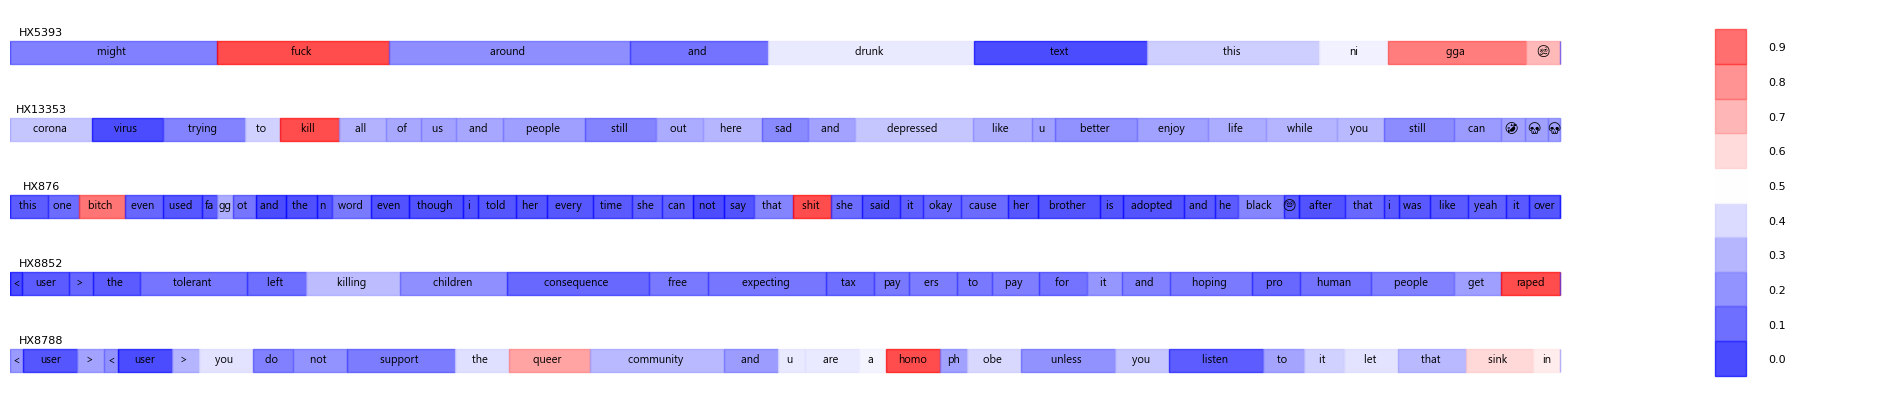 HX5393
might fuck around and drunk text this ni gga 😒
0.9
0.8
HX13353
corona virus trying to kill all of us and people still out here sad and depressed like u better enjoy life while you still can 💀 💀
0.7
0.6
HX876
0.5
this one bitch even used fa gg ot and the n word even though i told her every time she can not say that shit she said it okay cause her brother is adopted and he black after that i was like yeah it over
0.4
0.3
HX8852
< user > the tolerant left killing children consequence free expecting tax pay ers to pay for it and hoping pro human people get raped
0.2
0.1
HX8788
< user > < user > you do not support the queer community and u are a homo ph obe unless you listen to it let that sink in
0.0